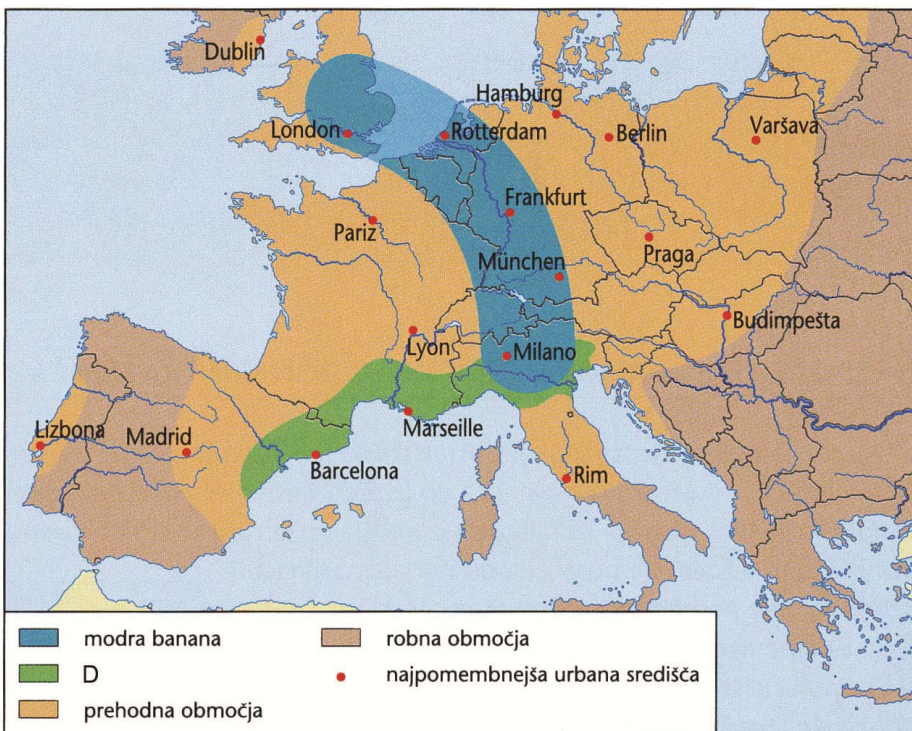 Dublin
Hamburg
London
Rotterdam
Berlin
Varšava
Frankfurt
Pariz
Praga
München
Budimpešta
Lyon
Milano
Lizbona
Madrid
Marseille
Barcelona
Rim
modra banana
D
prehodna območja
robna območja
najpomembnejša urbana središča